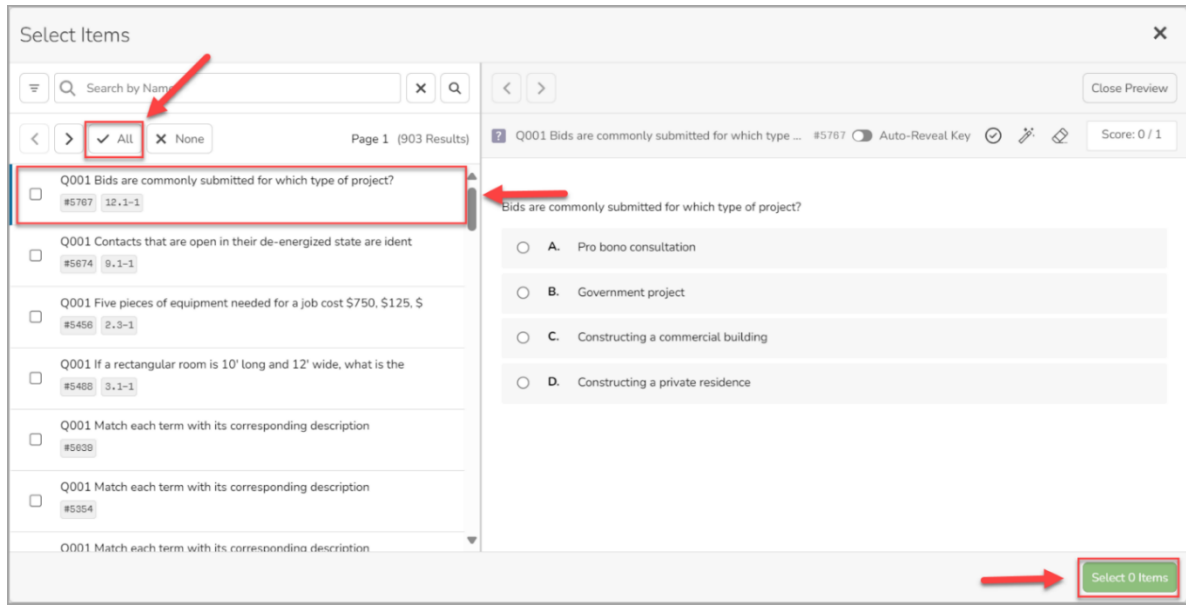 Select Items
Search by Name
Close Preview
All
None
Page 1 (903 Results)
Q001 Bids are commonly submitted for which type ... #5767 Auto-Reveal Key
Score: 0 / 1
Q001 Bids are commonly submitted for which type of project?
#5767 12.1-1
Q001 Contacts that are open in their de-energized state are ident
#5674 9.1-1
Q001 Five pieces of equipment needed for a job cost $750, $125, $
#5456 2.3-1
Q001 If a rectangular room is 10' long and 12' wide, what is the
#5488 3.1-1
Q001 Match each term with its corresponding description
#5639
Q001 Match each term with its corresponding description
#5354
Q001 Match each term with its corresponding description
Bids are commonly submitted for which type of project?
A. Pro bono consultation
B. Government project
C. Constructing a commercial building
D. Constructing a private residence
Select 0 Items